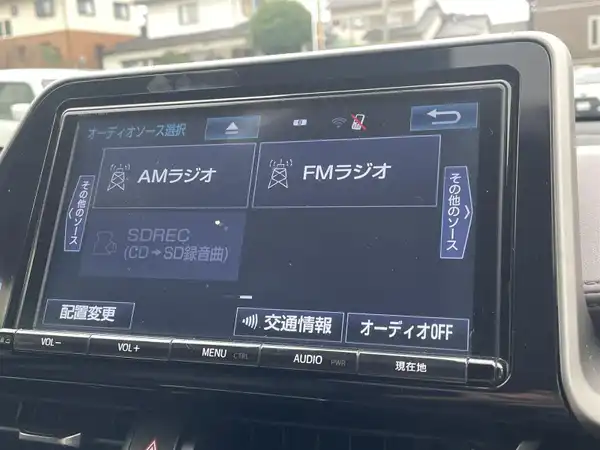 オーディオソース選択
AMラジオ
FMラジオ
その他のソース
その他のソース
SDREC
(CD→SD録音曲)
配置変更
交通情報
オーディオOFF
VOL−
VOL+
MENU CTRL
AUDIO PWR
現在地